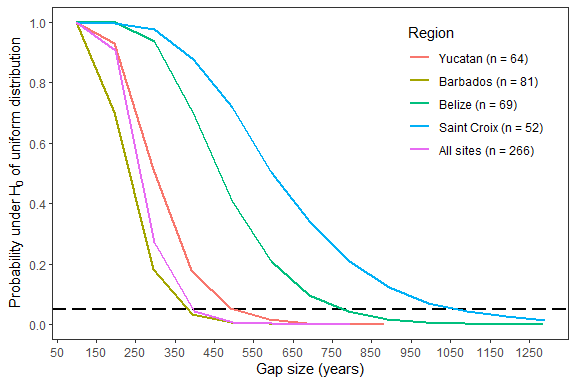 Probability under H0 of uniform distribution
1.0
0.8
0.6
0.4
0.2
0.0
Region
Yucatan (n = 64)
Barbados (n = 81)
Belize (n = 69)
Saint Croix (n = 52)
All sites (n = 266)
50 150 250 350 450 550 650 750 850 950 1050 1150 1250
Gap size (years)